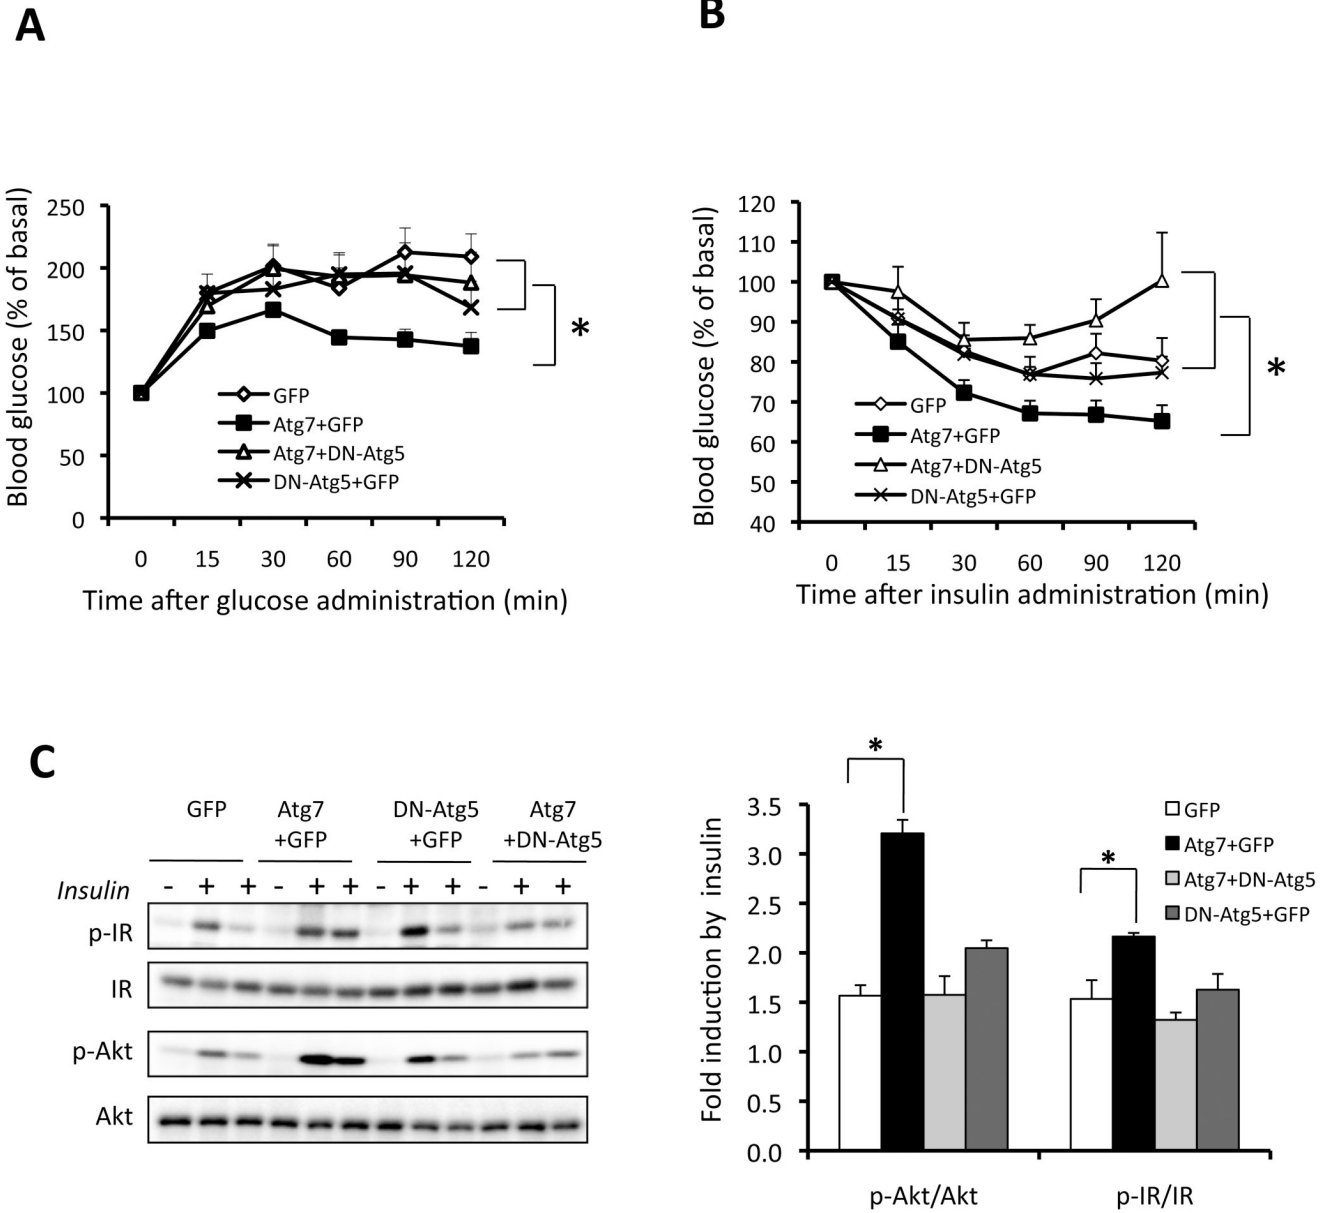 A
B
Blood glucose (% of basal)
250
200
150
100
50
0
GFP
Atg7+GFP
Atg7+DN-Atg5
DN-Atg5+GFP
*
0 15 30 60 90 120
Time after glucose administration (min)
Blood glucose (% of basal)
120
110
100
90
80
70
60
50
40
GFP
Atg7+GFP
Atg7+DN-Atg5
DN-Atg5+GFP
*
0 15 30 60 90 120
Time after insulin administration (min)
C
GFP
Atg7
+GFP
DN-Atg5
+GFP
Atg7
+DN-Atg5
Insulin - + + - + + - + + - + +
p-IR
IR
p-Akt
Akt
Fold induction by insulin
3.5
3.0
2.5
2.0
1.5
1.0
0.5
0.0
*
*
GFP
Atg7+GFP
Atg7+DN-Atg5
DN-Atg5+GFP
p-Akt/Akt p-IR/IR